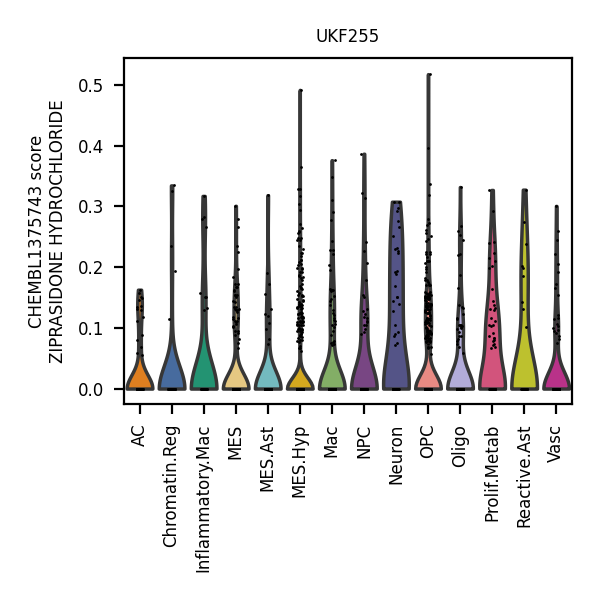 UKF255
CHEMBL1375743 score
ZIPRASIDONE HYDROCHLORIDE
0.5
0.4
0.3
0.2
0.1
0.0
AC
Chromatin.Reg
Inflammatory.Mac
MES
MES.Ast
MES.Hyp
Mac
NPC
Neuron
OPC
Oligo
Prolif.Metab
Reactive.Ast
Vasc